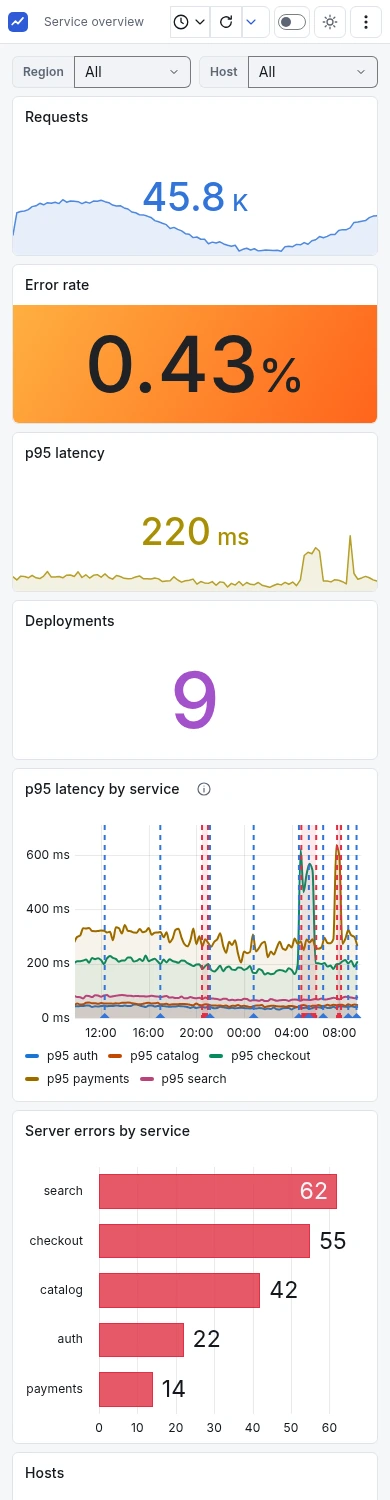 Service overview
Region All Host All
Requests
45.8 K
Error rate
0.43%
p95 latency
220 ms
Deployments
9
p95 latency by service
600 ms
400 ms
200 ms
0 ms
12:00 16:00 20:00 00:00 04:00 08:00
p95 auth p95 catalog p95 checkout
p95 payments p95 search
Server errors by service
search 62
checkout 55
catalog 42
auth 22
payments 14
0 10 20 30 40 50 60
Hosts